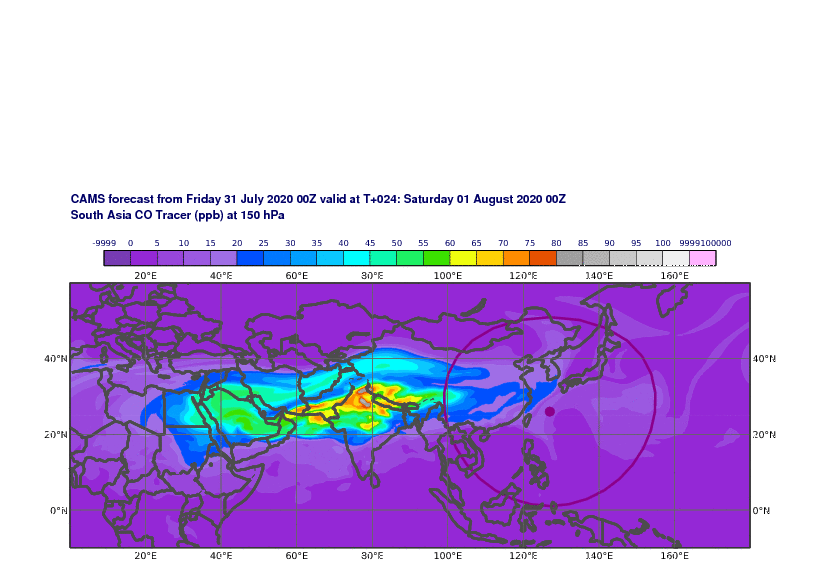 CAMS forecast from Friday 31 July 2020 00Z valid at T+024: Saturday 01 August 2020 00Z
South Asia CO Tracer (ppb) at 150 hPa
-9999 0 5 10 15 20 25 30 35 40 45 50 55 60 65 70 75 80 85 90 95 100 9999100000
20°E 40°E 60°E 80°E 100°E 120°E 140°E 160°E
40°N 40°N
20°N 20°N
0°N 0°N
20°E 40°E 60°E 80°E 100°E 120°E 140°E 160°E